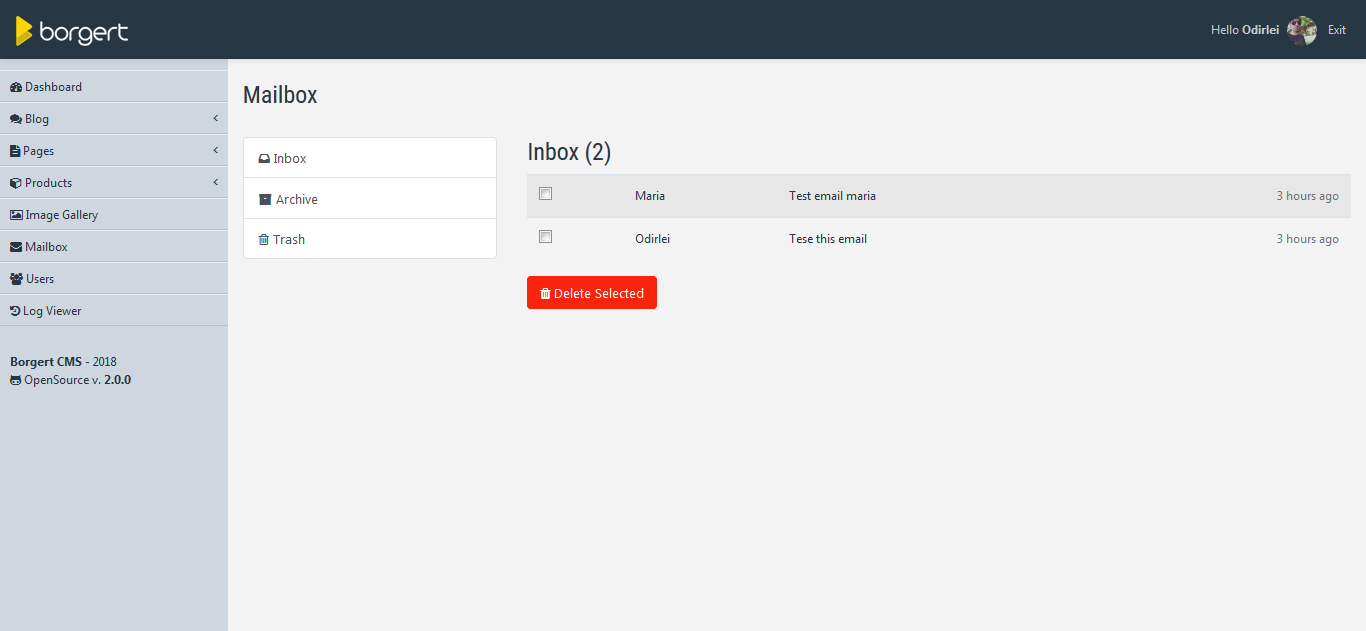 borgert
Hello Odirlei Exit
Dashboard
Blog
Pages
Products
Image Gallery
Mailbox
Users
Log Viewer
Borgert CMS - 2018
OpenSource v. 2.0.0
Mailbox
Inbox
Archive
Trash
Inbox (2)
Maria Test email maria 3 hours ago
Odirlei Tese this email 3 hours ago
Delete Selected